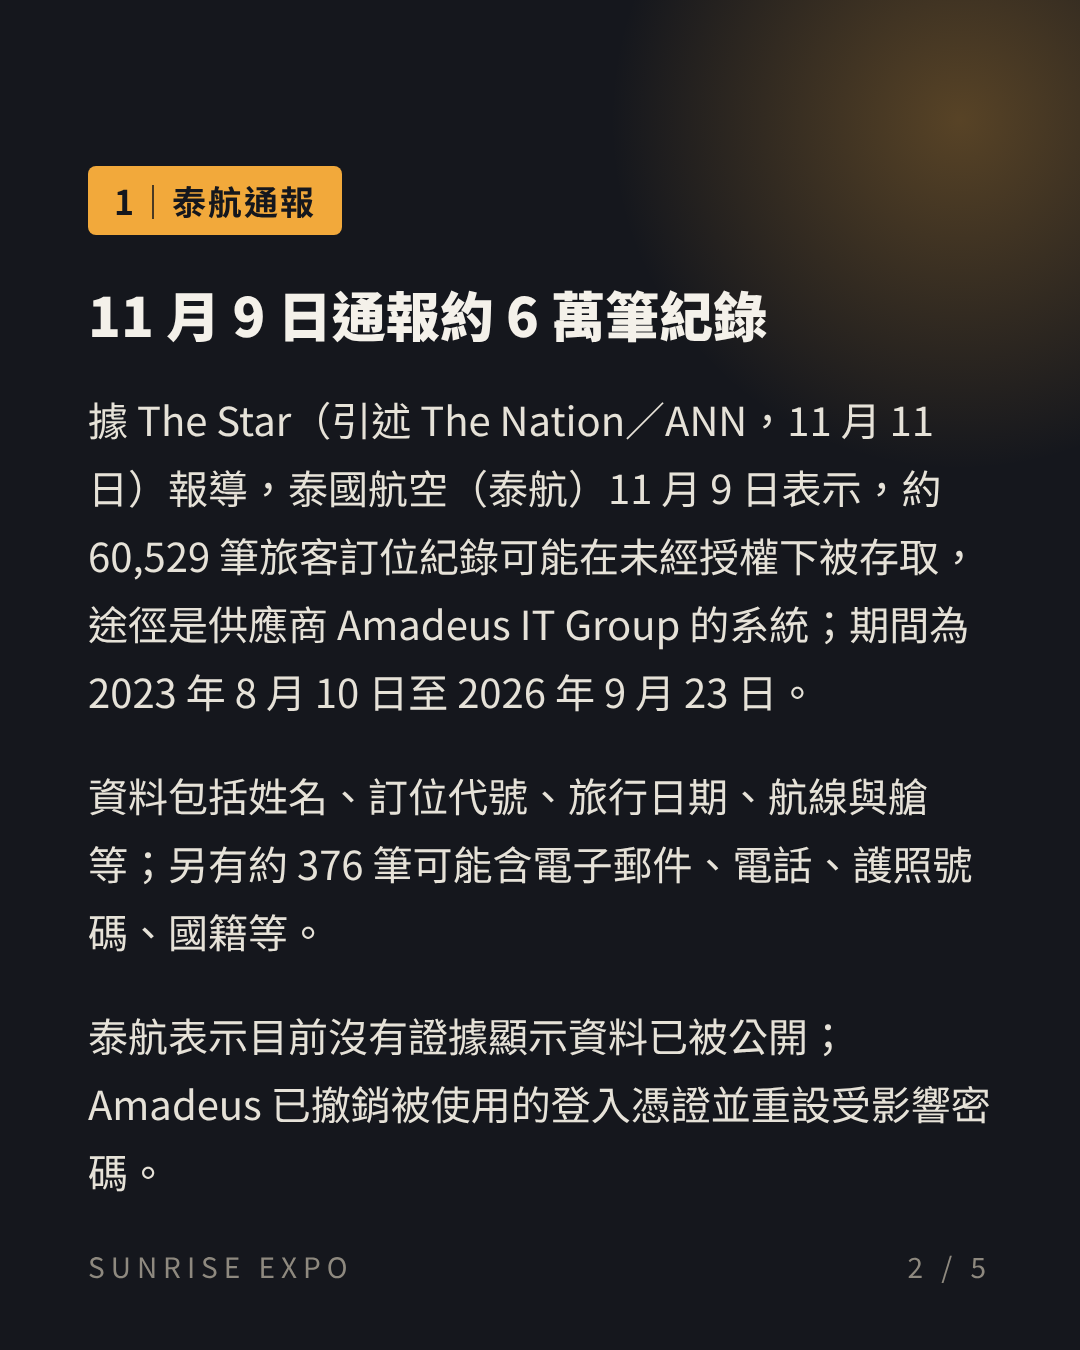 1｜泰航通報
11 月 9 日通報約 6 萬筆紀錄
據 The Star（引述 The Nation／ANN，11 月 11
日）報導，泰國航空（泰航）11 月 9 日表示，約
60,529 筆旅客訂位紀錄可能在未經授權下被存取，
途徑是供應商 Amadeus IT Group 的系統；期間為
2023 年 8 月 10 日至 2026 年 9 月 23 日。
資料包括姓名、訂位代號、旅行日期、航線與艙
等；另有約 376 筆可能含電子郵件、電話、護照號
碼、國籍等。
泰航表示目前沒有證據顯示資料已被公開；
Amadeus 已撤銷被使用的登入憑證並重設受影響密
碼。
SUNRISE EXPO
2 / 5